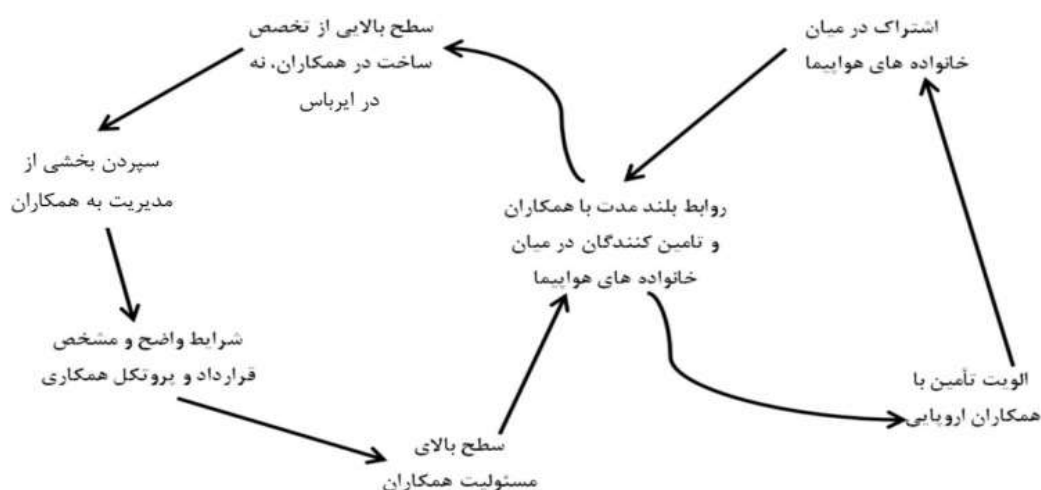 اشتراک در میان
خانواده های هواپیما
سطح بالایی از تخصص
ساخت در همکاران، نه
در ایرباس
سپردن بخشی از
مدیریت به همکاران
روابط بلند مدت با همکاران
و تامین کنندگان در میان
خانواده های هواپیما
شرایط واضح و مشخص
قرارداد و پروتکل همکاری
الویت تأمین با
همکاران اروپایی
سطح بالای
مسئولیت همکاران